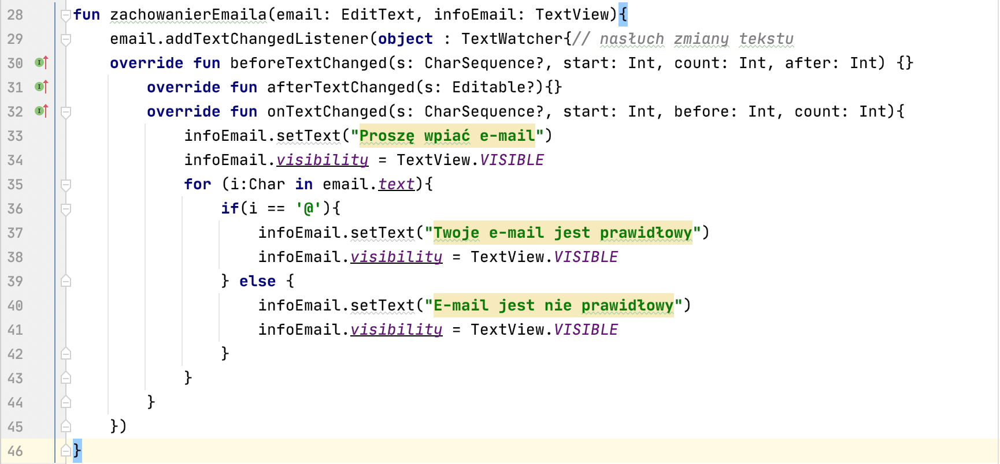 28 fun zachowanierEmaila(email: EditText, infoEmail: TextView){
29 email.addTextChangedListener(object : TextWatcher{// nasłuch zmiany tekstu
30 override fun beforeTextChanged(s: CharSequence?, start: Int, count: Int, after: Int) {}
31 override fun afterTextChanged(s: Editable?){}
32 override fun onTextChanged(s: CharSequence?, start: Int, before: Int, count: Int){
33 infoEmail.setText("Proszę wpiać e-mail")
34 infoEmail.visibility = TextView.VISIBLE
35 for (i:Char in email.text){
36 if(i == '@'){
37 infoEmail.setText("Twoje e-mail jest prawidłowy")
38 infoEmail.visibility = TextView.VISIBLE
39 } else {
40 infoEmail.setText("E-mail jest nie prawidłowy")
41 infoEmail.visibility = TextView.VISIBLE
42 }
43 }
44 }
45 })
46 }